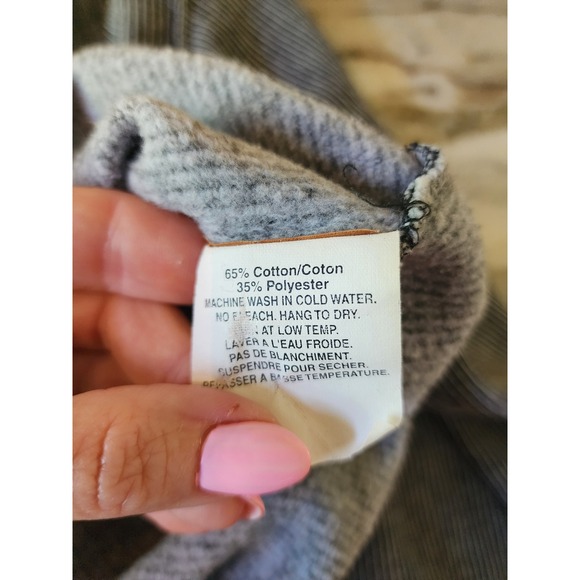 65% Cotton/Coton
35% Polyester
MACHINE WASH IN COLD WATER.
NO HANG TO DRY.
AT LOW TEMP.
LAVER A L'EAU FROIDE.
PAS DE BLANCHIMENT.
SUSPENDRE POUR SECHER.
REPASSER A BASSE TEMPERATURE.